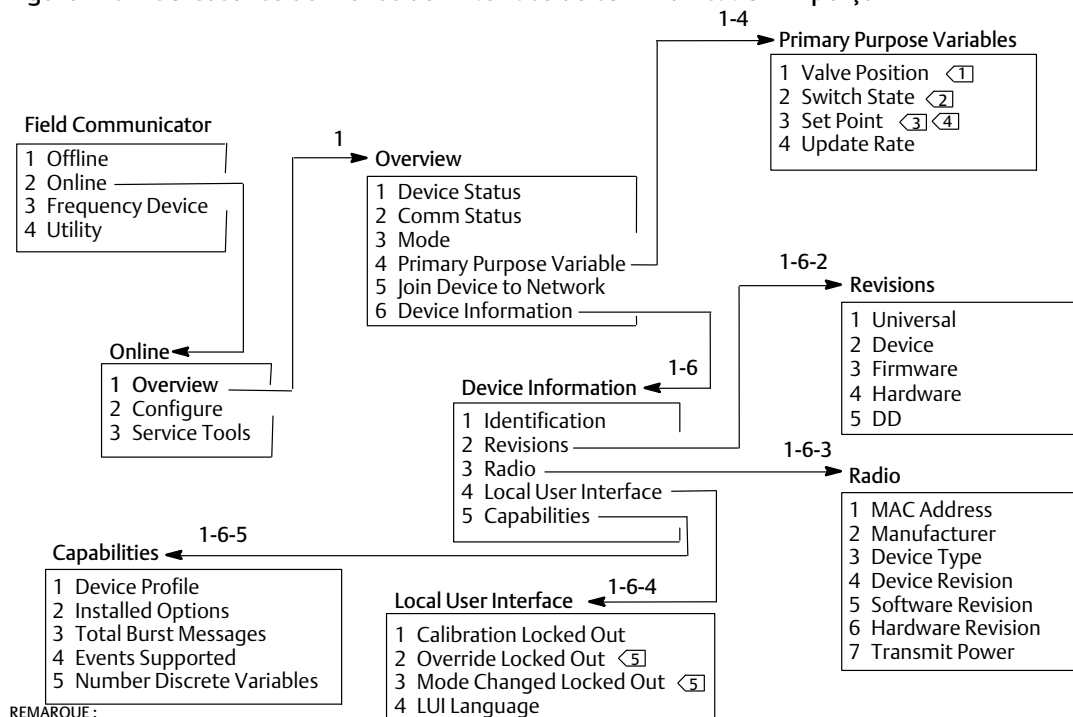 1-4
Primary Purpose Variables
1 Valve Position 1
2 Switch State 2
3 Set Point 3 4
4 Update Rate
Field Communicator
1 Offline
2 Online
3 Frequency Device
4 Utility
1
Overview
1 Device Status
2 Comm Status
3 Mode
4 Primary Purpose Variable
5 Join Device to Network
6 Device Information
1-6-2
Revisions
1 Universal
2 Device
3 Firmware
4 Hardware
5 DD
Online
1 Overview
2 Configure
3 Service Tools
1-6
Device Information
1 Identification
2 Revisions
3 Radio
4 Local User Interface
5 Capabilities
1-6-3
Radio
1 MAC Address
2 Manufacturer
3 Device Type
4 Device Revision
5 Software Revision
6 Hardware Revision
7 Transmit Power
1-6-5
Capabilities
1 Device Profile
2 Installed Options
3 Total Burst Messages
4 Events Supported
5 Number Discrete Variables
1-6-4
Local User Interface
1 Calibration Locked Out
2 Override Locked Out 5
3 Mode Changed Locked Out 5
4 LUI Language
REMARQUE :